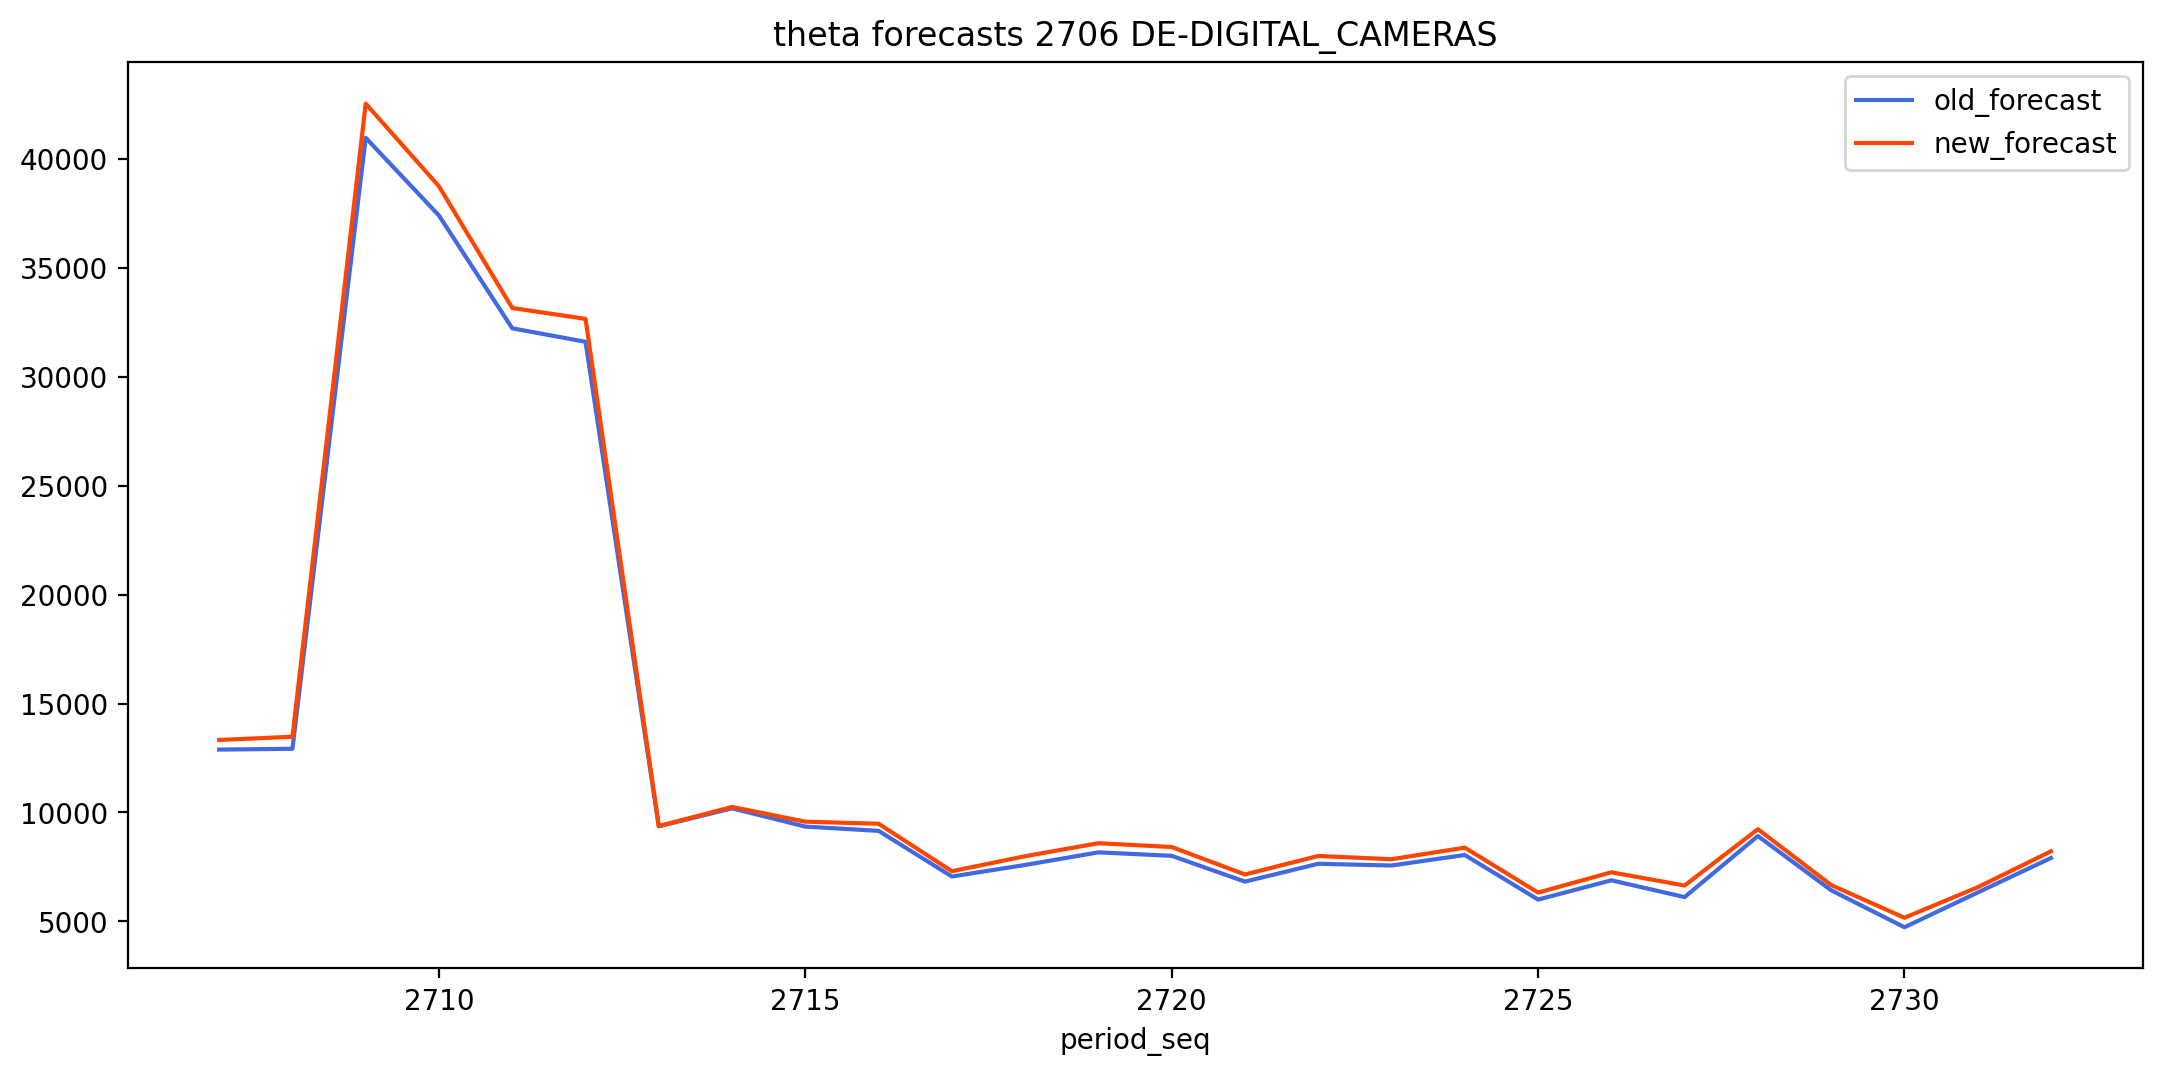 theta forecasts 2706 DE-DIGITAL_CAMERAS
old_forecast
new_forecast
40000
35000
30000
25000
20000
15000
10000
5000
2710 2715 2720 2725 2730
period_seq